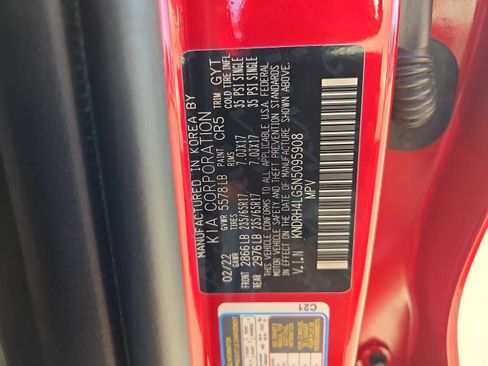 MANUFACTURED IN KOREA BY
KIA CORPORATION
02/22 GVWR 5578LB PAINT CR5 TRIM GYT
GAWR TIRES RIMS COLD TIRE INFL
FRONT 2866LB 235/65R17 7.0JX17 35 PSI SINGLE
REAR 2976LB 235/65R17 7.0JX17 35 PSI SINGLE
THIS VEHICLE CONFORMS TO ALL APPLICABLE U.S.A. FEDERAL
MOTOR VEHICLE SAFETY AND THEFT PREVENTION STANDARDS
IN EFFECT ON THE DATE OF MANUFACTURE SHOWN ABOVE.
V.I.N KNDRH4LG5N5095908
MPV
C21